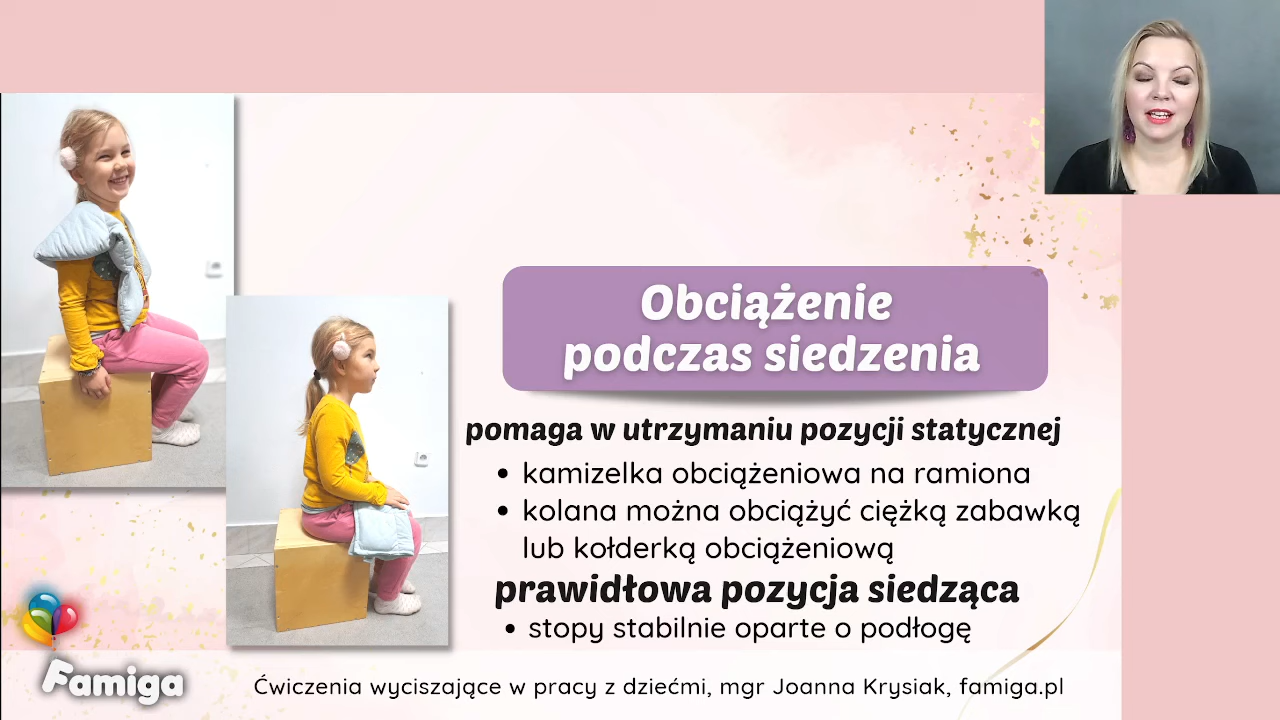 Obciążenie
podczas siedzenia
pomaga w utrzymaniu pozycji statycznej
• kamizelka obciążeniowa na ramiona
• kolana można obciążyć ciężką zabawką
lub kołderką obciążeniową
prawidłowa pozycja siedząca
• stopy stabilnie oparte o podłogę
Famiga
Ćwiczenia wyciszające w pracy z dziećmi, mgr Joanna Krysiak, famiga.pl